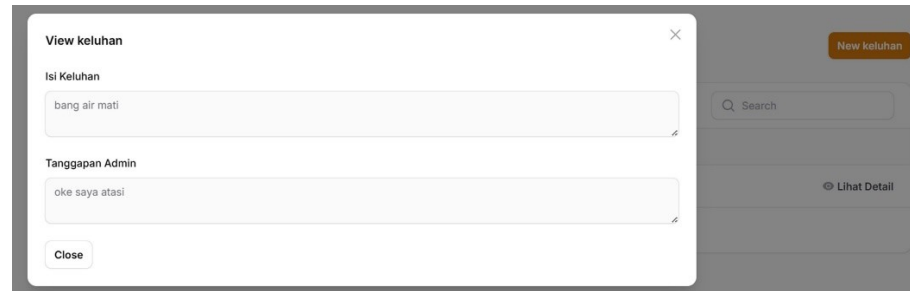 View keluhan
New keluhan
Isi Keluhan
bang air mati
Search
Tanggapan Admin
oke saya atasi
Lihat Detail
Close